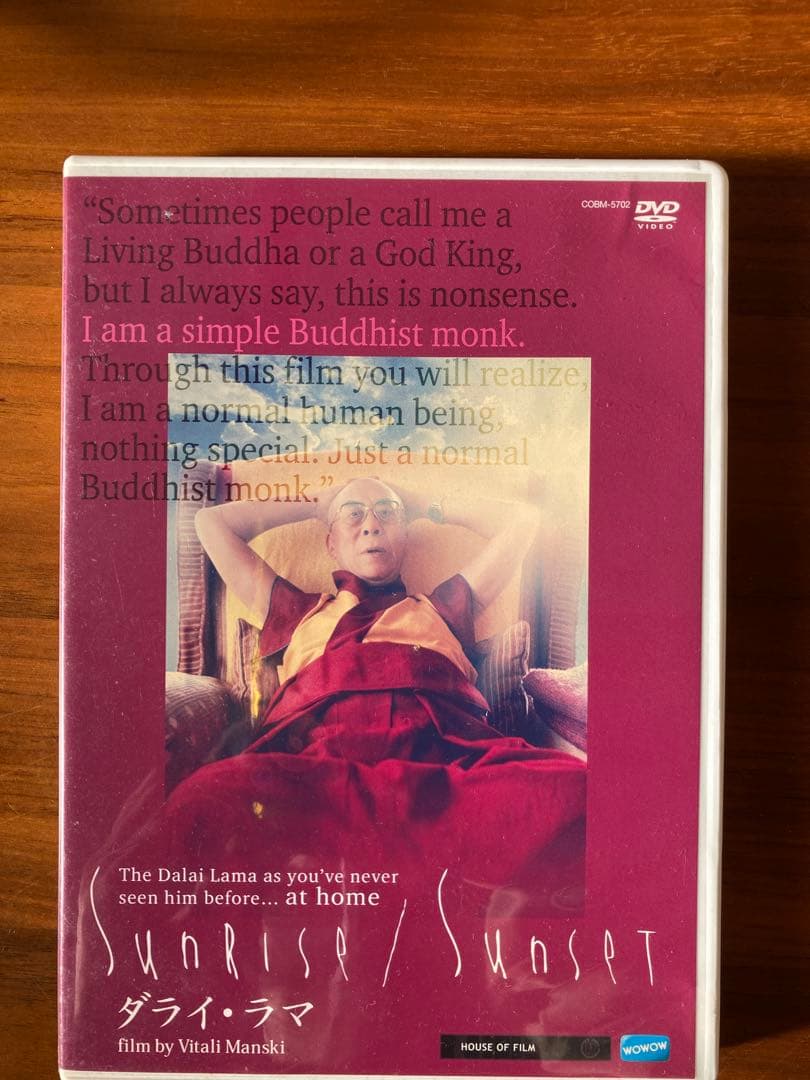 “Sometimes people call me a
Living Buddha or a God King,
but I always say, this is nonsense.
I am a simple Buddhist monk.
Through this film you will realize,
I am a normal human being,
nothing special. Just a normal
Buddhist monk.”
COBM-5702
DVD
VIDEO
The Dalai Lama as you’ve never
seen him before... at home
SunRise / Sunset
ダライ・ラマ
film by Vitali Manski
HOUSE OF FILM
WOWOW